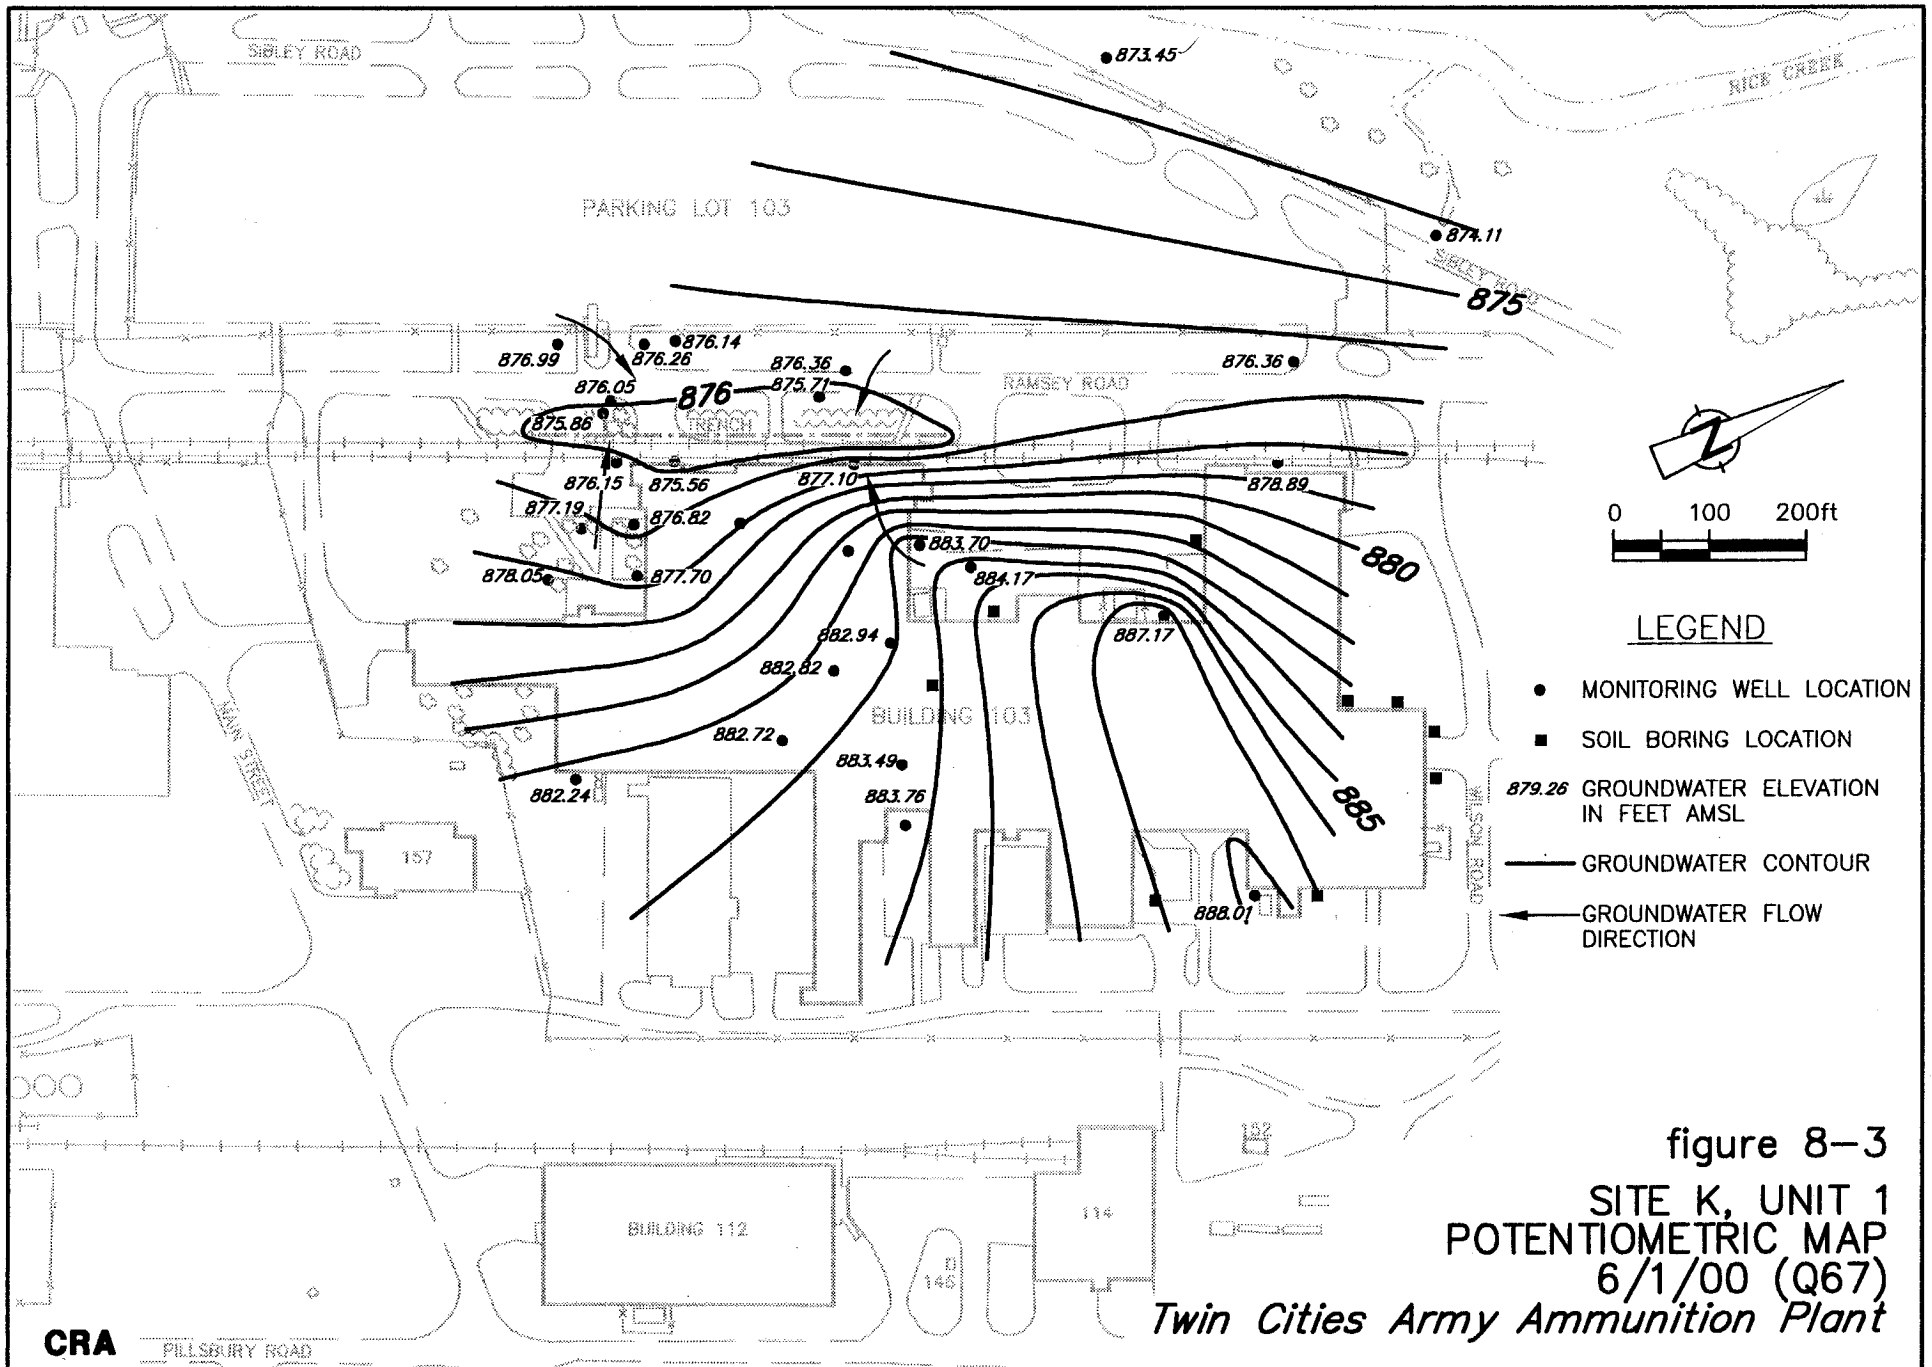 SIBLEY ROAD
873.45
RICE CREEK
PARKING LOT 103
874.11
SIBLEY ROAD
875
876.99
876.26
876.14
876.36
876.36
876.05
876
875.71
RAMSEY ROAD
875.86
TRENCH
876.15
875.56
877.10
878.89
877.19
876.82
883.70
880
878.05
877.70
884.17
882.94
887.17
882.82
BUILDING 103
882.72
MAIN STREET
883.49
882.24
883.76
885
157
888.01
WILSON ROAD
N
0 100 200ft
LEGEND
MONITORING WELL LOCATION
SOIL BORING LOCATION
879.26 GROUNDWATER ELEVATION
IN FEET AMSL
GROUNDWATER CONTOUR
GROUNDWATER FLOW
DIRECTION
152
BUILDING 112
114
D
146
figure 8-3
SITE K, UNIT 1
POTENTIOMETRIC MAP
6/1/00 (Q67)
Twin Cities Army Ammunition Plant
CRA
PILLSBURY ROAD